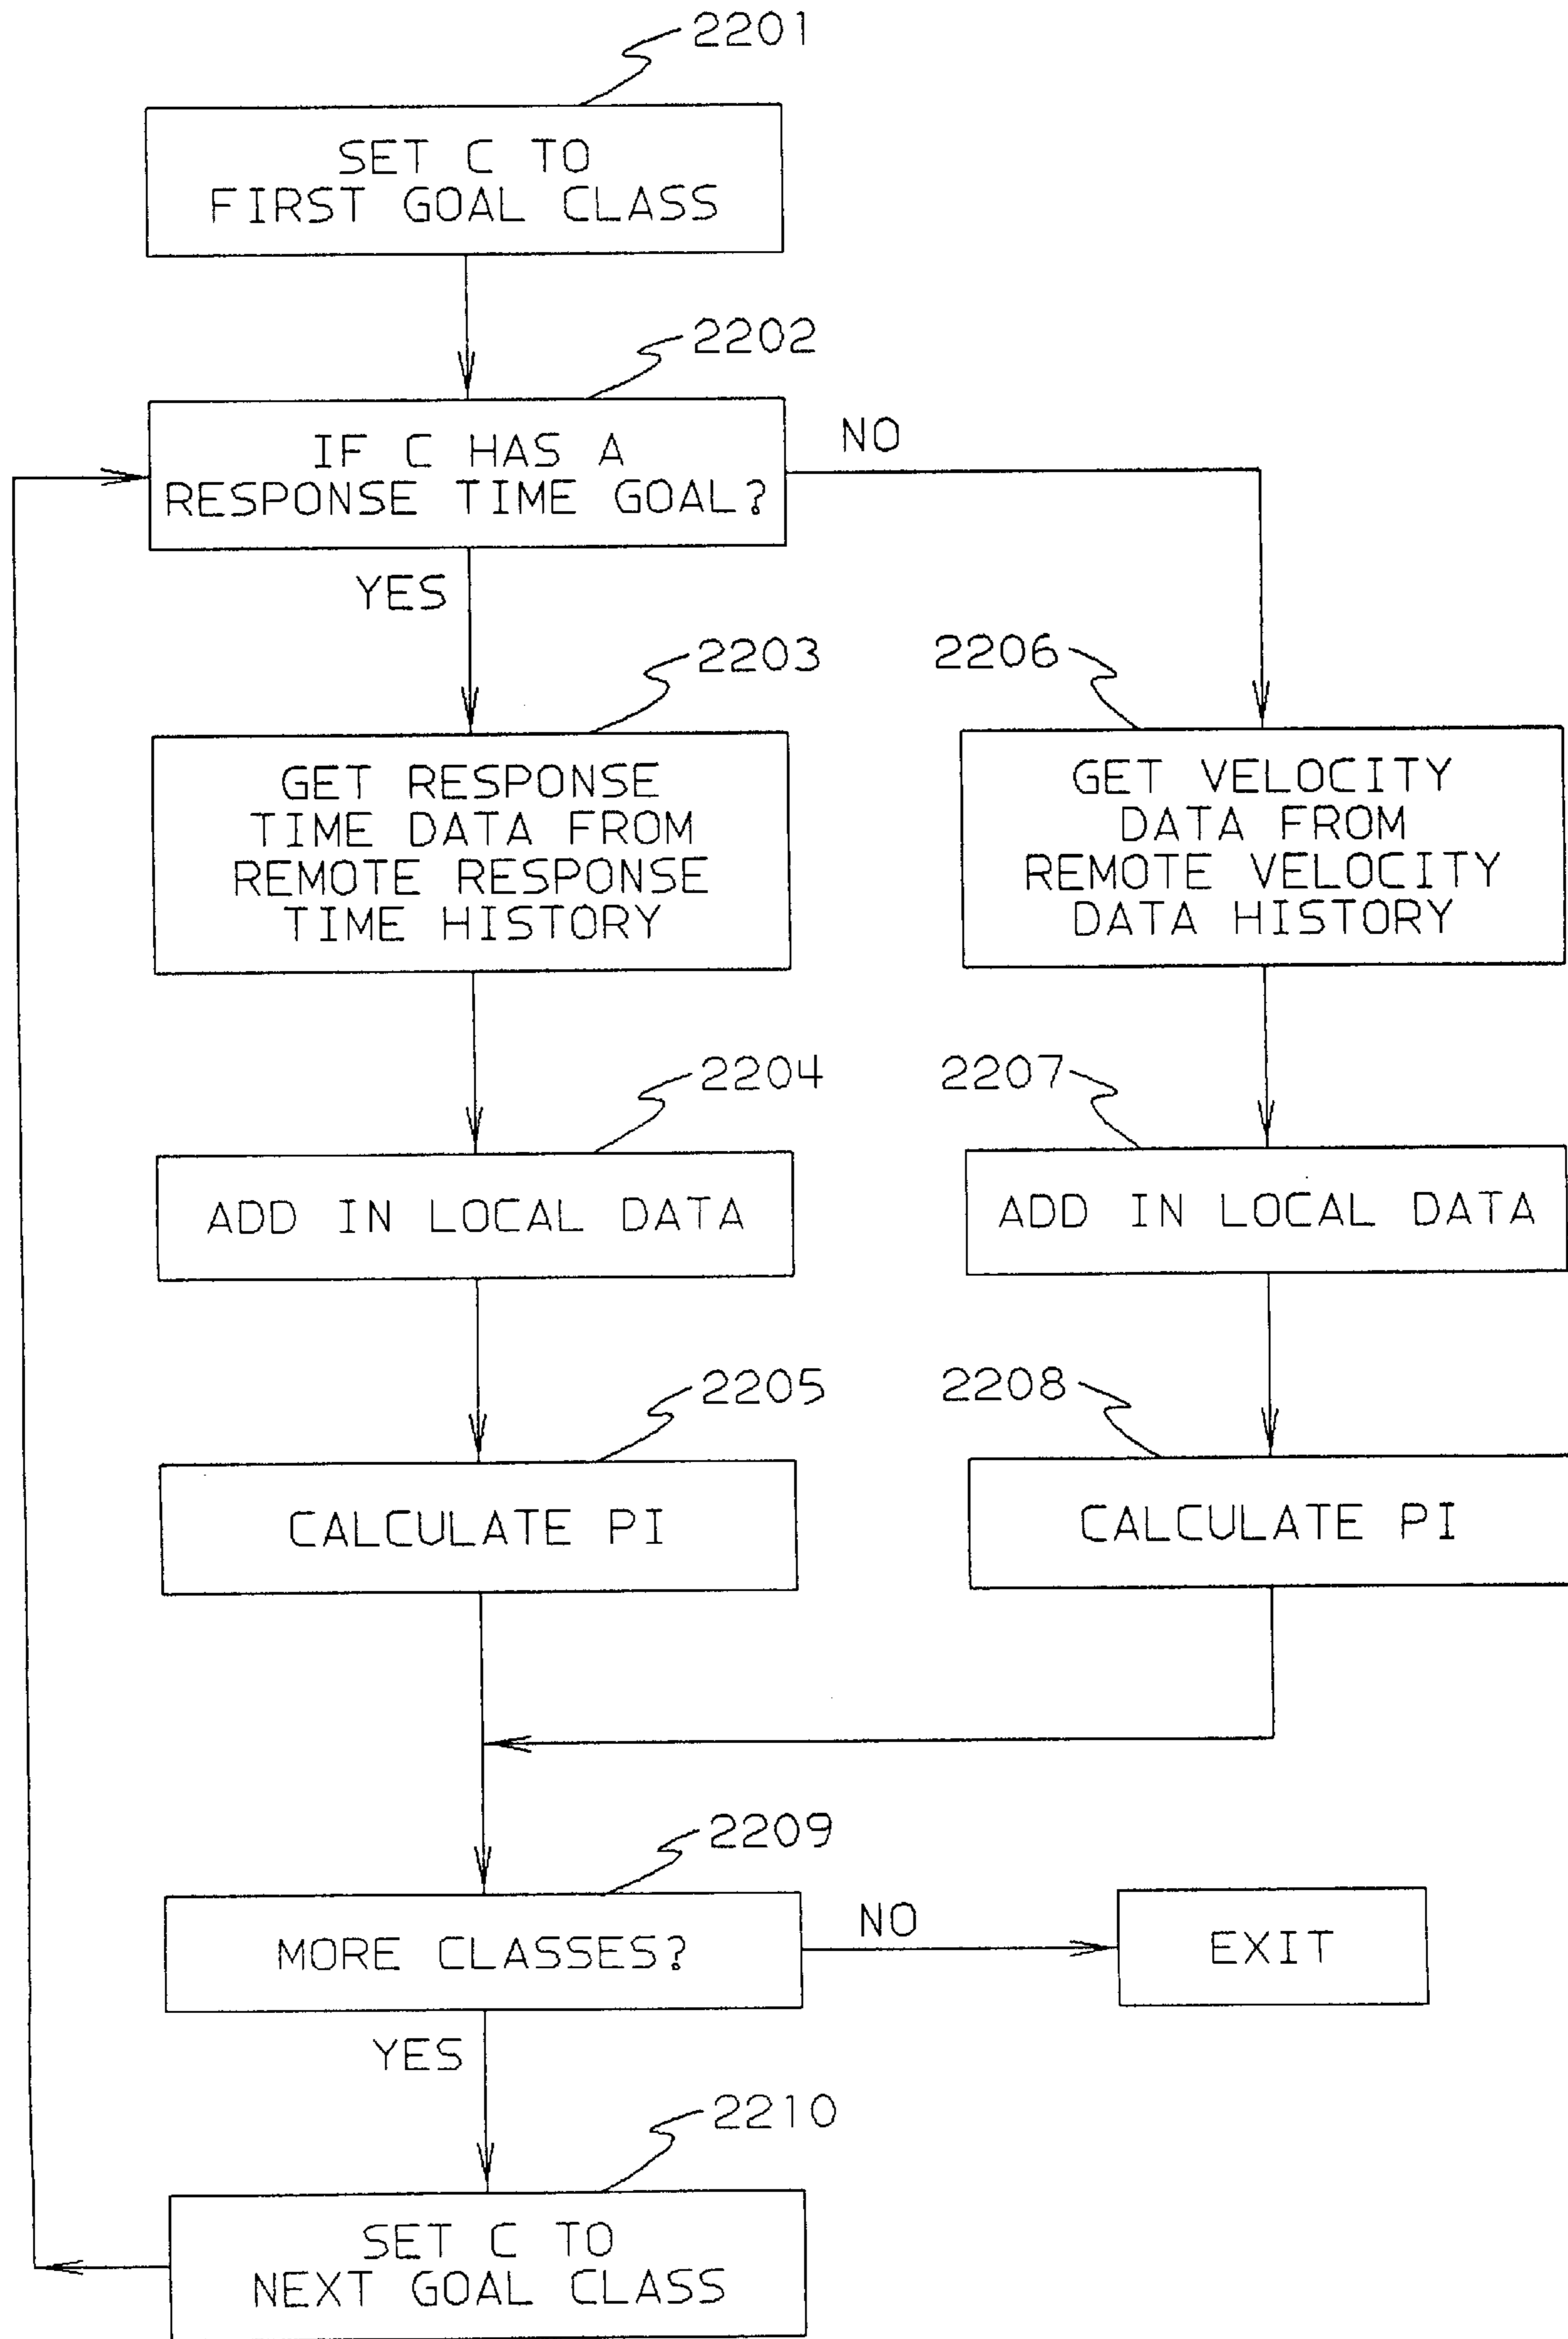 2201
SET C TO
FIRST GOAL CLASS
2202
IF C HAS A
RESPONSE TIME GOAL?
NO
YES
2203
GET RESPONSE
TIME DATA FROM
REMOTE RESPONSE
TIME HISTORY
2206
GET VELOCITY
DATA FROM
REMOTE VELOCITY
DATA HISTORY
2204
ADD IN LOCAL DATA
2207
ADD IN LOCAL DATA
2205
CALCULATE PI
2208
CALCULATE PI
2209
MORE CLASSES?
NO
EXIT
YES
2210
SET C TO
NEXT GOAL CLASS